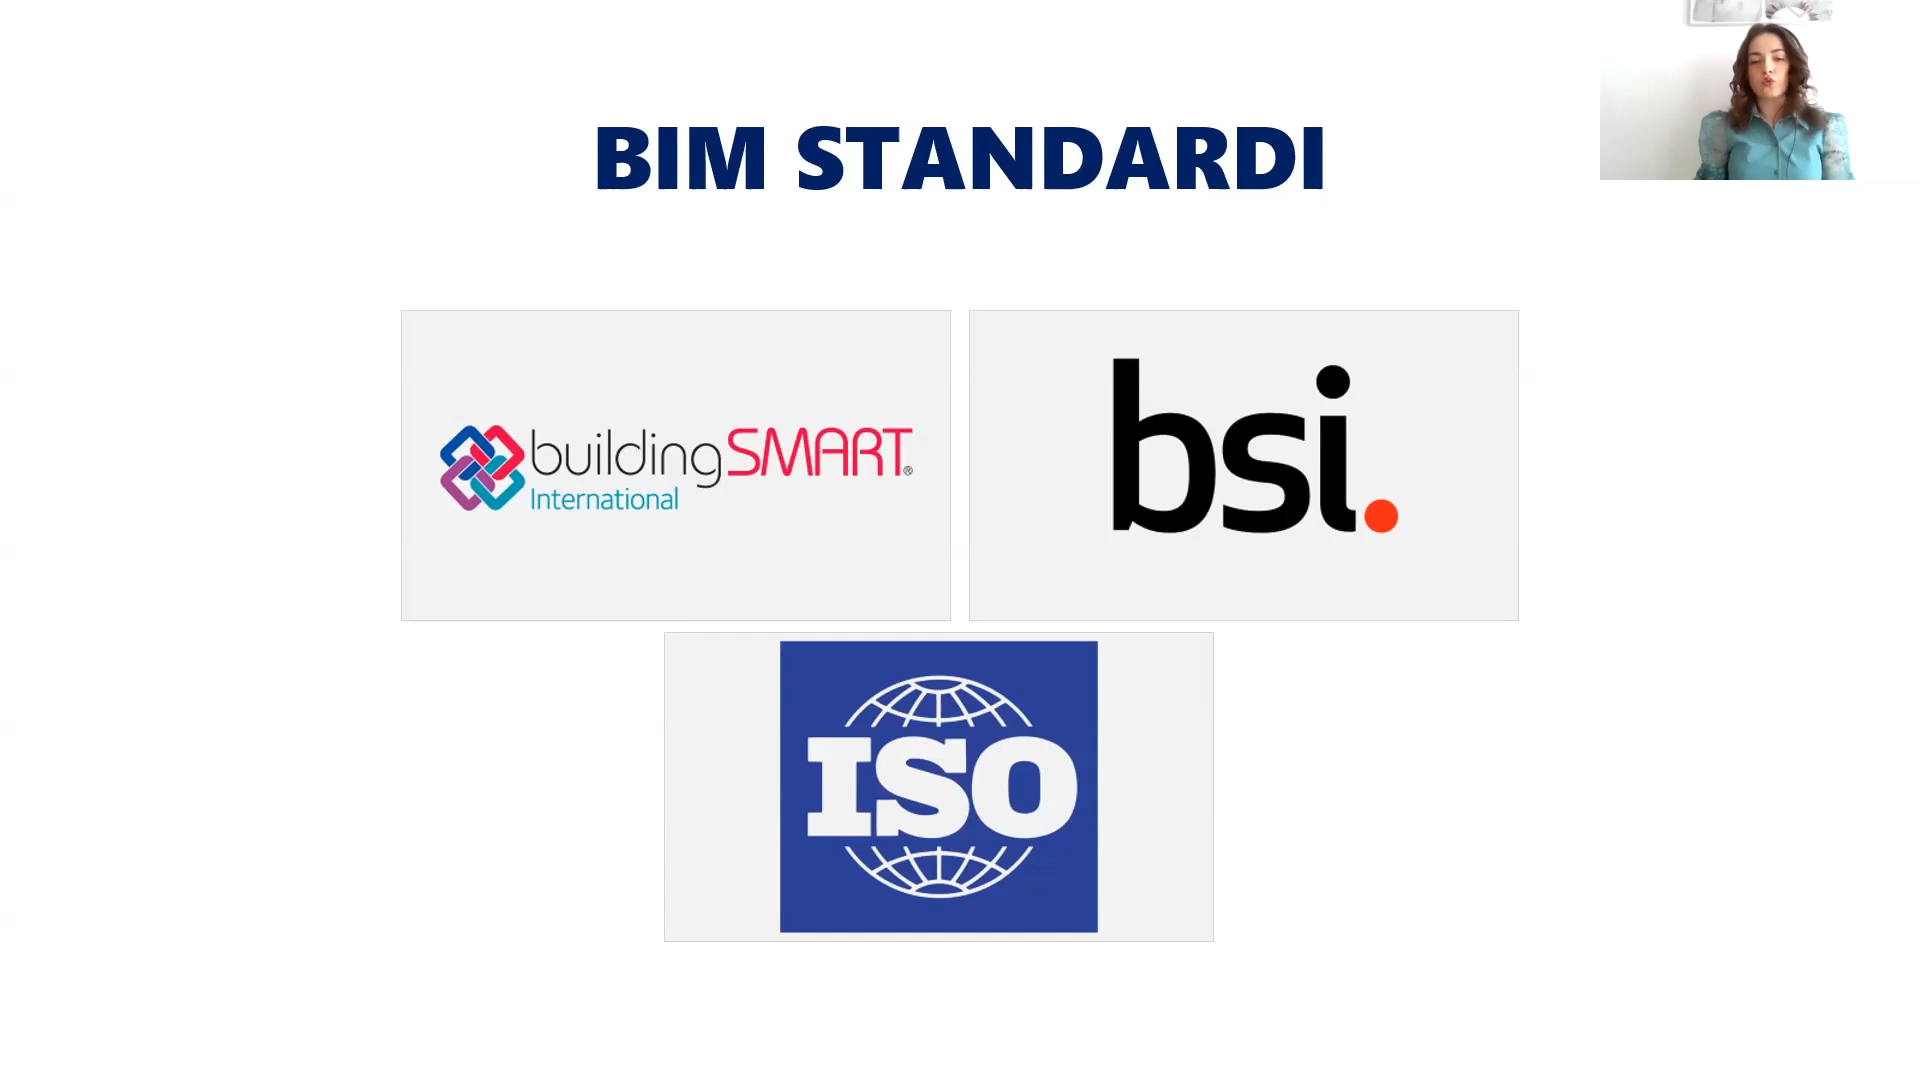 BIM STANDARDI
buildingSMART®
International
bsi.
ISO